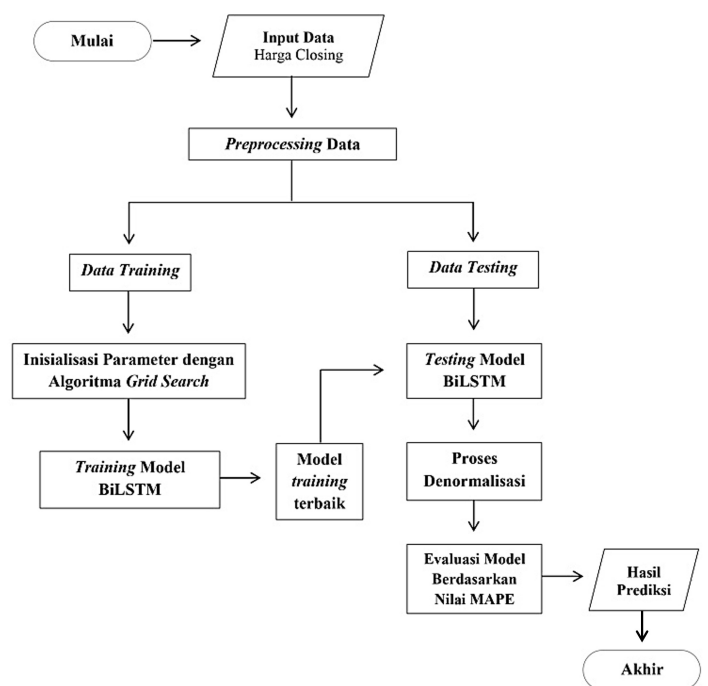 Mulai
Input Data
Harga Closing
Preprocessing Data
Data Training
Data Testing
Inisialisasi Parameter dengan
Algoritma Grid Search
Testing Model
BiLSTM
Training Model
BiLSTM
Model
training
terbaik
Proses
Denormalisasi
Evaluasi Model
Berdasarkan
Nilai MAPE
Hasil
Prediksi
Akhir